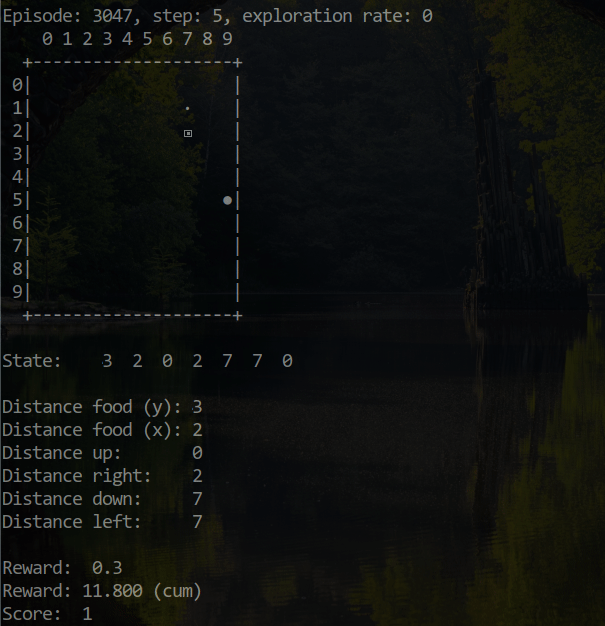 Episode: 3047, step: 5, exploration rate: 0
    0 1 2 3 4 5 6 7 8 9
  +--------------------+
 0|                    |
 1|               ·    |
 2|               ▣    |
 3|                    |
 4|                    |
 5|                   ●|
 6|                    |
 7|                    |
 8|                    |
 9|                    |
  +--------------------+
State:    3  2  0  2  7  7  0
Distance food (y): 3
Distance food (x): 2
Distance up:       0
Distance right:    2
Distance down:     7
Distance left:     7
Reward:  0.3
Reward: 11.800 (cum)
Score:  1